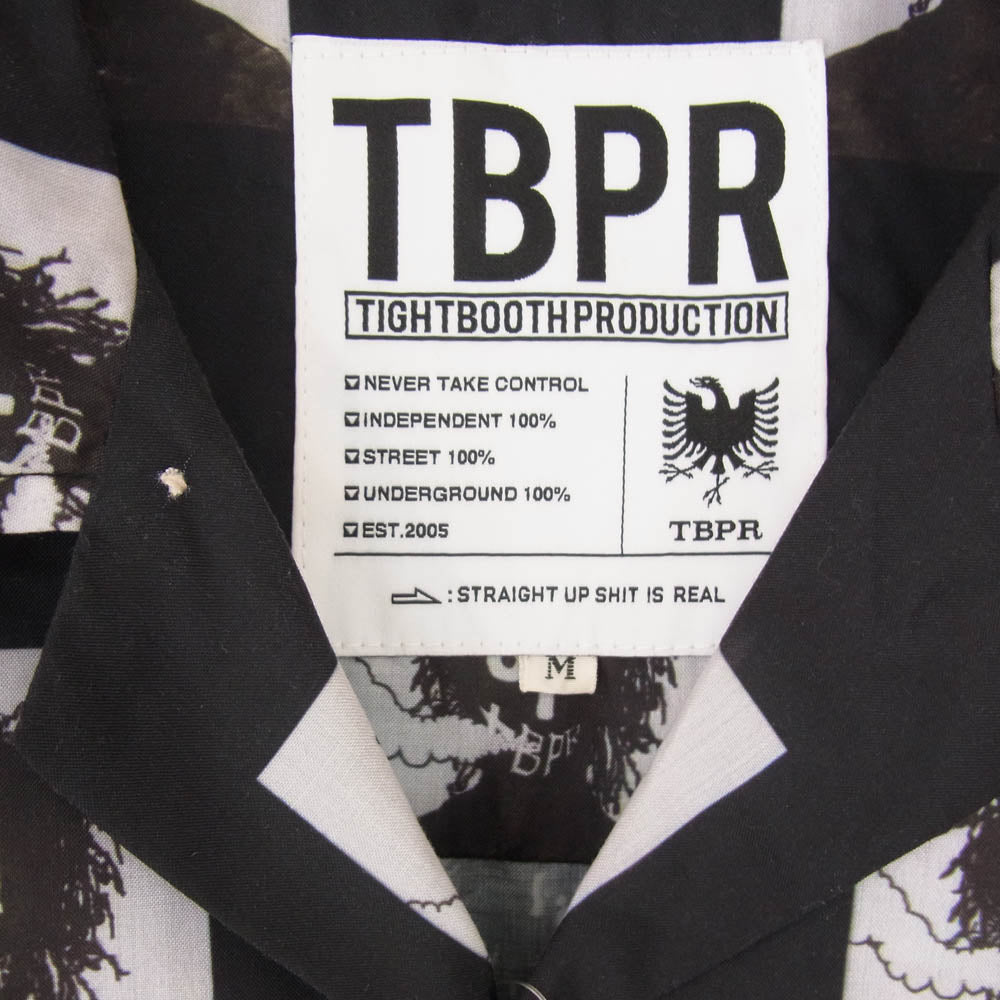 TBPR
TIGHTBOOTHPRODUCTION
NEVER TAKE CONTROL
INDEPENDENT 100%
STREET 100%
UNDERGROUND 100%
EST.2005
TBPR
: STRAIGHT UP SHIT IS REAL
M